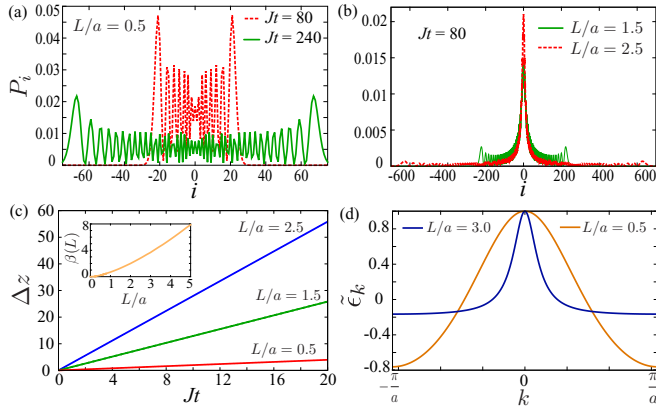 (a)
L/a = 0.5
Jt = 80
Jt = 240
0.05
0.04
0.03
0.02
0.01
0
P_i
-60
-40
-20
0
20
40
60
i
(b)
Jt = 80
L/a = 1.5
L/a = 2.5
0.02
0.015
0.01
0.005
0
-600
-400
-200
0
200
400
600
i
(c)
60
50
40
30
20
10
0
Δz
β(L)
8
4
0
0
1
2
3
4
5
L/a
L/a = 2.5
L/a = 1.5
L/a = 0.5
0
4
8
12
16
20
Jt
(d)
L/a = 3.0
L/a = 0.5
0.8
0.4
0
-0.4
-0.8
ε̃_k
-π/a
0
π/a
k